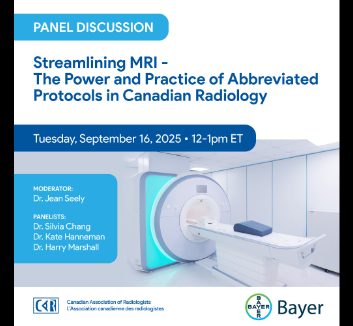 PANEL DISCUSSION
Streamlining MRI -
The Power and Practice of Abbreviated
Protocols in Canadian Radiology
Tuesday, September 16, 2025 • 12-1pm ET
MODERATOR:
Dr. Jean Seely
PANELISTS:
Dr. Silvia Chang
Dr. Kate Hanneman
Dr. Harry Marshall
CAR
Canadian Association of Radiologists
L'Association canadienne des radiologistes
BAYER
BAYER
Bayer